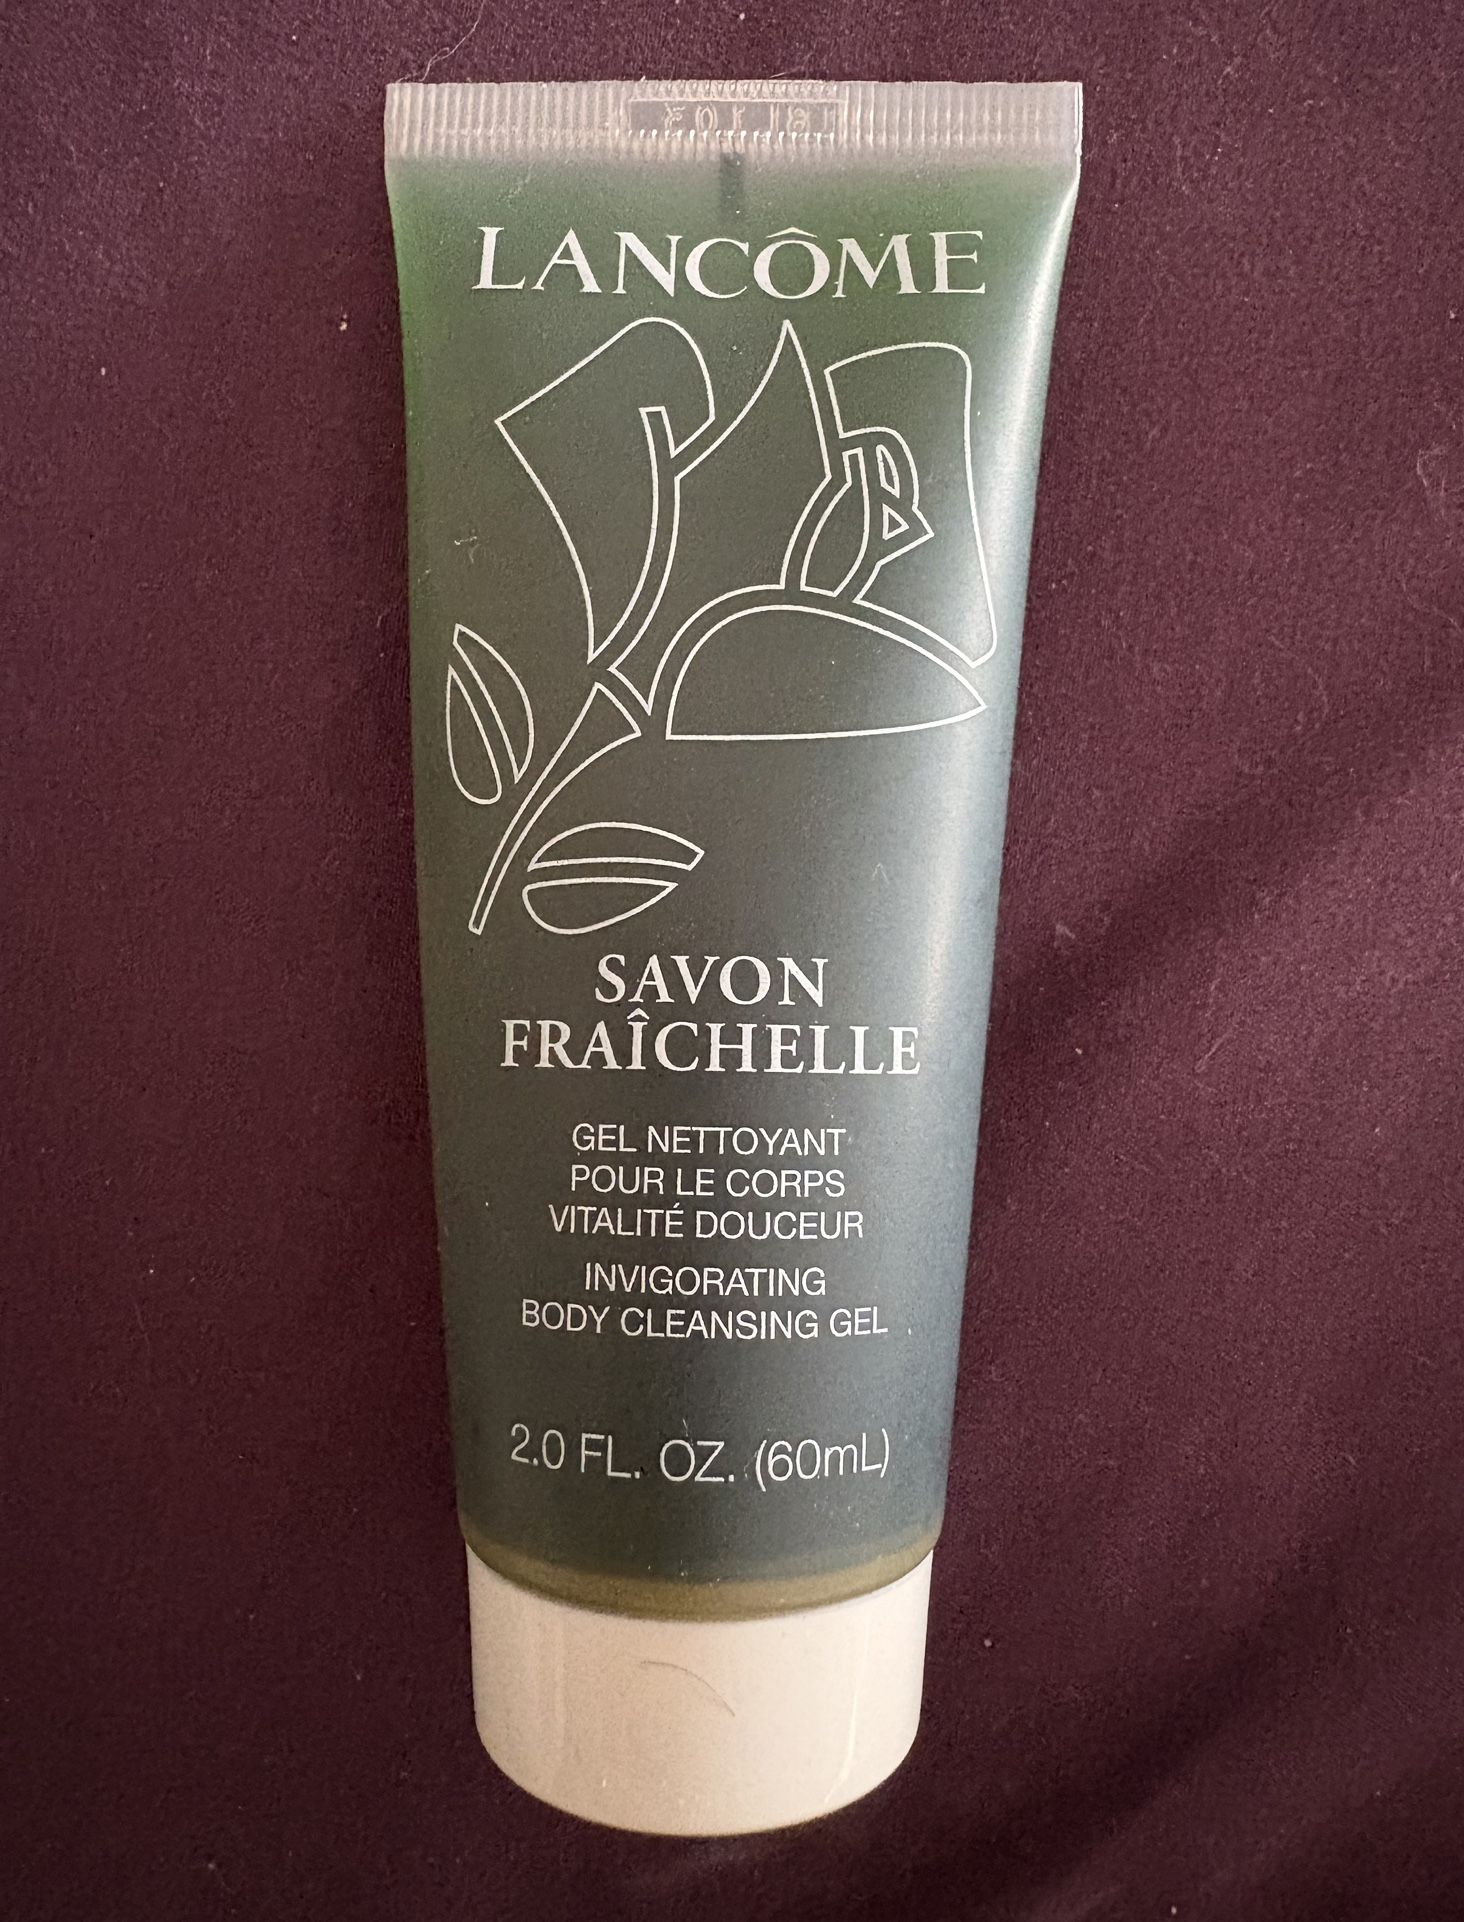 LANCÔME
SAVON
FRAÎCHELLE
GEL NETTOYANT
POUR LE CORPS
VITALITÉ DOUCEUR
INVIGORATING
BODY CLEANSING GEL
2.0 FL. OZ. (60mL)